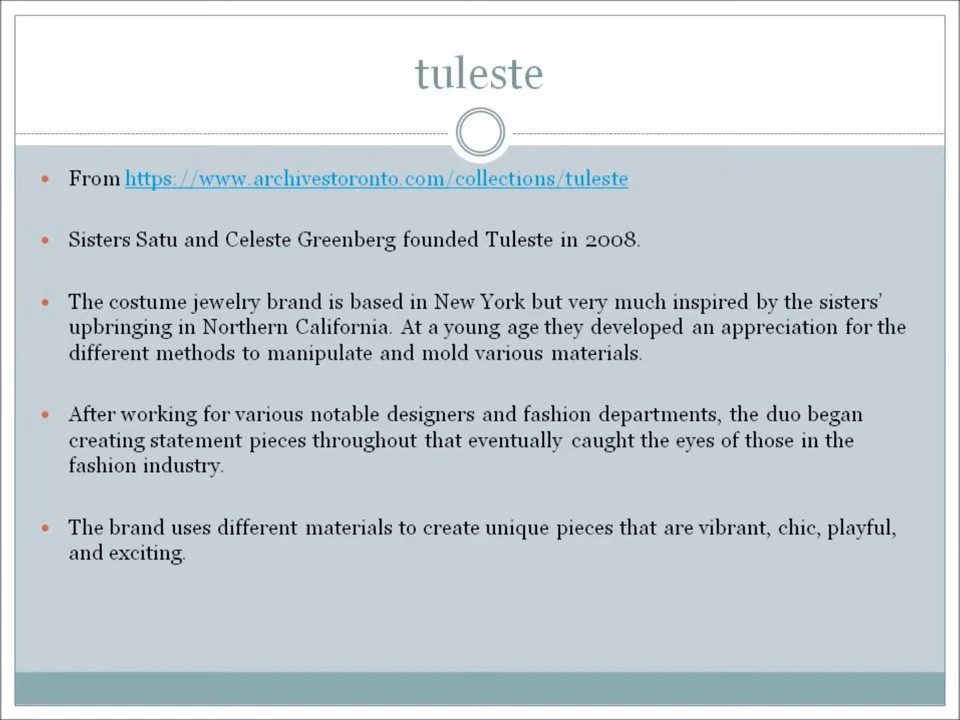 tuleste
From https://www.archivestoronto.com/collections/tuleste
Sisters Satu and Celeste Greenberg founded Tuleste in 2008.
The costume jewelry brand is based in New York but very much inspired by the sisters’
upbringing in Northern California. At a young age they developed an appreciation for the
different methods to manipulate and mold various materials.
After working for various notable designers and fashion departments, the duo began
creating statement pieces throughout that eventually caught the eyes of those in the
fashion industry.
The brand uses different materials to create unique pieces that are vibrant, chic, playful,
and exciting.